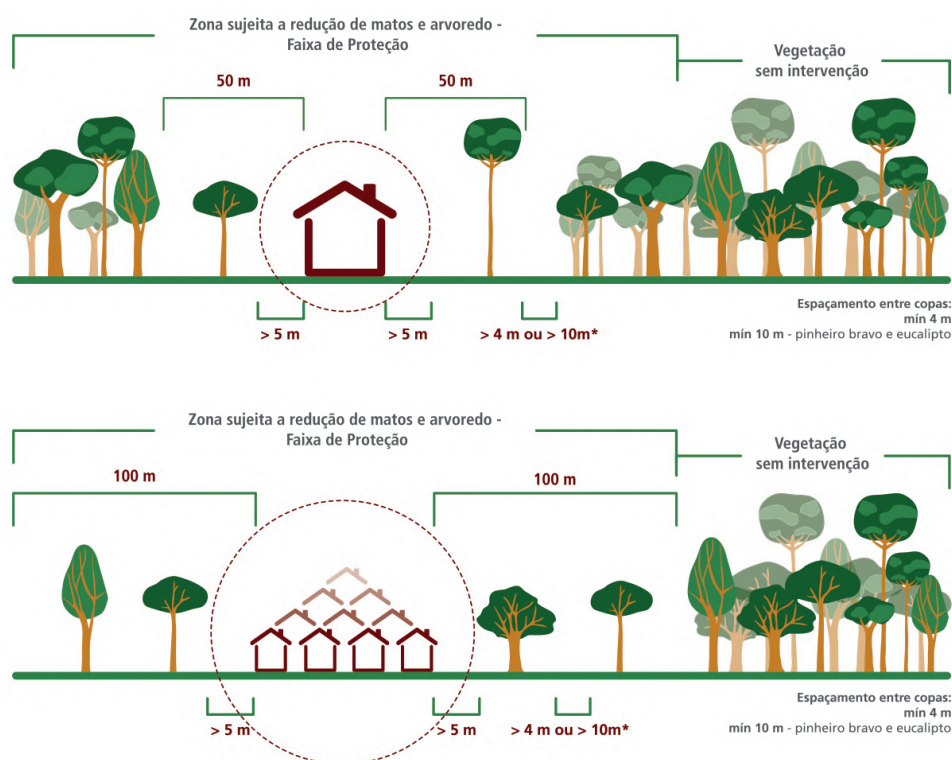 Zona sujeita a redução de matos e arvoredo -
Faixa de Proteção
Vegetação
sem intervenção
50 m
50 m
> 5 m
> 5 m
> 4 m ou > 10m*
Espaçamento entre copas:
mín 4 m
mín 10 m - pinheiro bravo e eucalipto
Zona sujeita a redução de matos e arvoredo -
Faixa de Proteção
Vegetação
sem intervenção
100 m
100 m
> 5 m
> 5 m
> 4 m ou > 10m*
Espaçamento entre copas:
mín 4 m
mín 10 m - pinheiro bravo e eucalipto